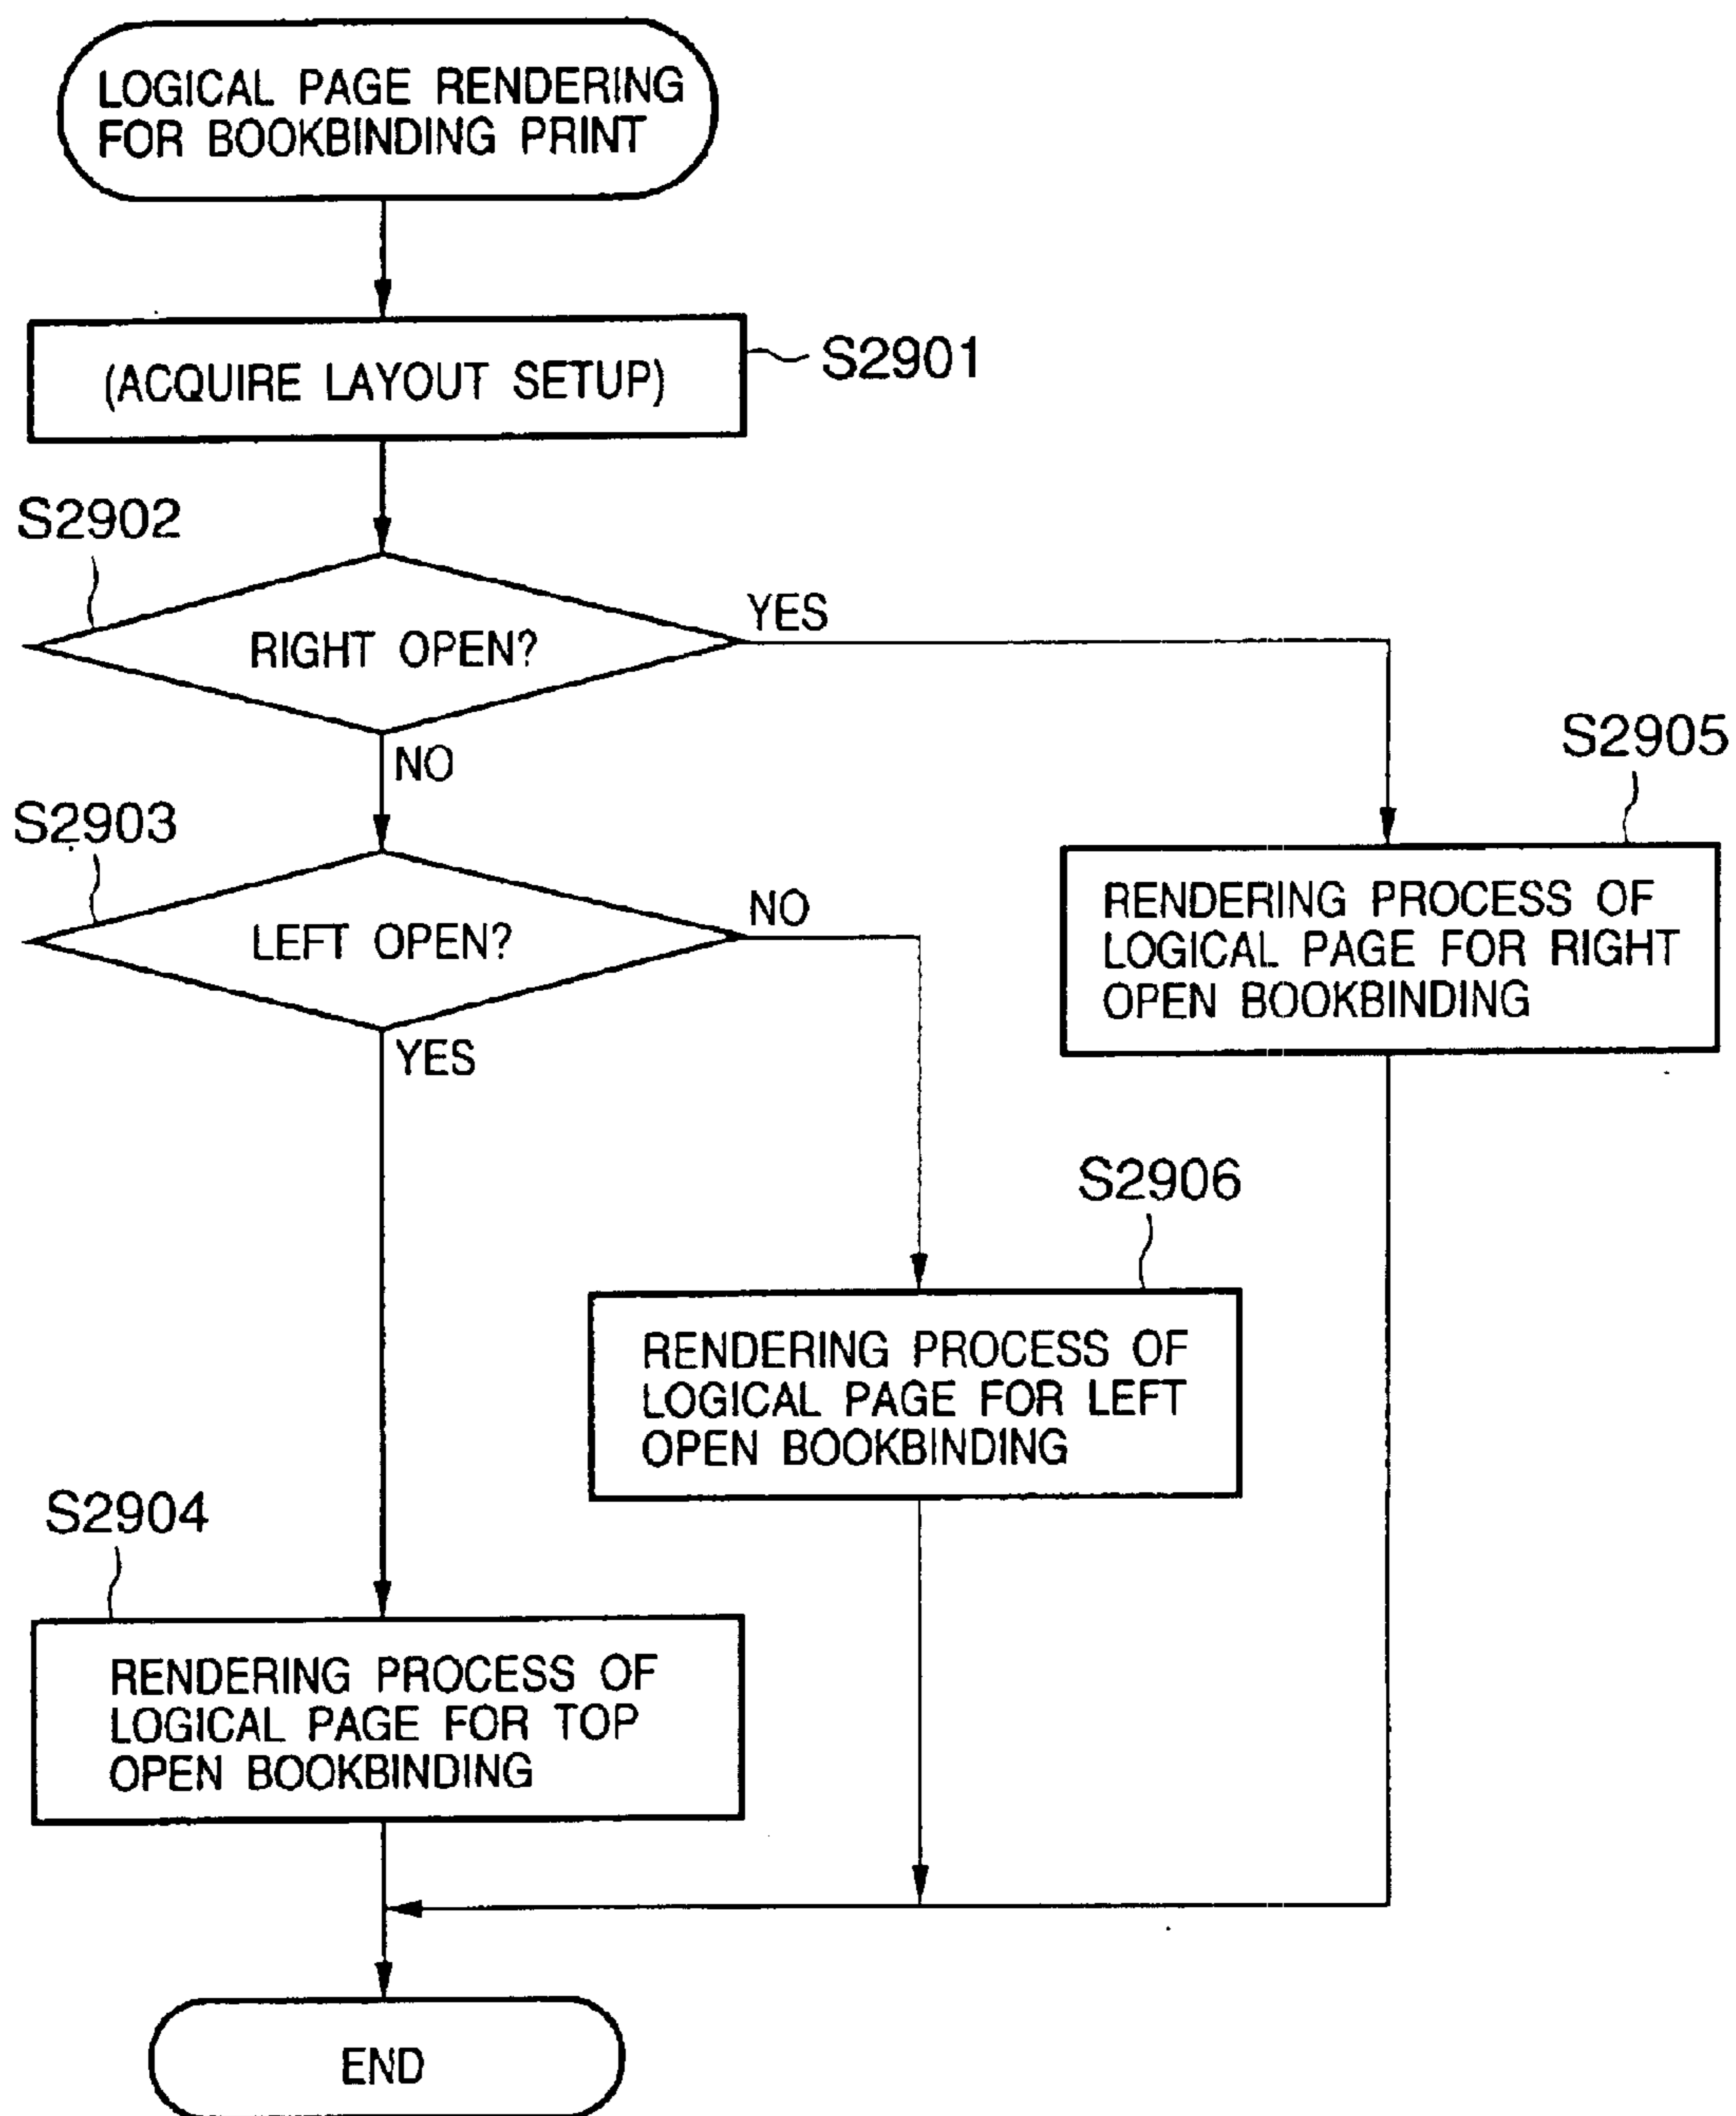 LOGICAL PAGE RENDERING
FOR BOOKBINDING PRINT
(ACQUIRE LAYOUT SETUP)
S2901
S2902
RIGHT OPEN?
YES
NO
S2903
LEFT OPEN?
NO
YES
S2905
RENDERING PROCESS OF
LOGICAL PAGE FOR RIGHT
OPEN BOOKBINDING
S2906
RENDERING PROCESS OF
LOGICAL PAGE FOR LEFT
OPEN BOOKBINDING
S2904
RENDERING PROCESS OF
LOGICAL PAGE FOR TOP
OPEN BOOKBINDING
END